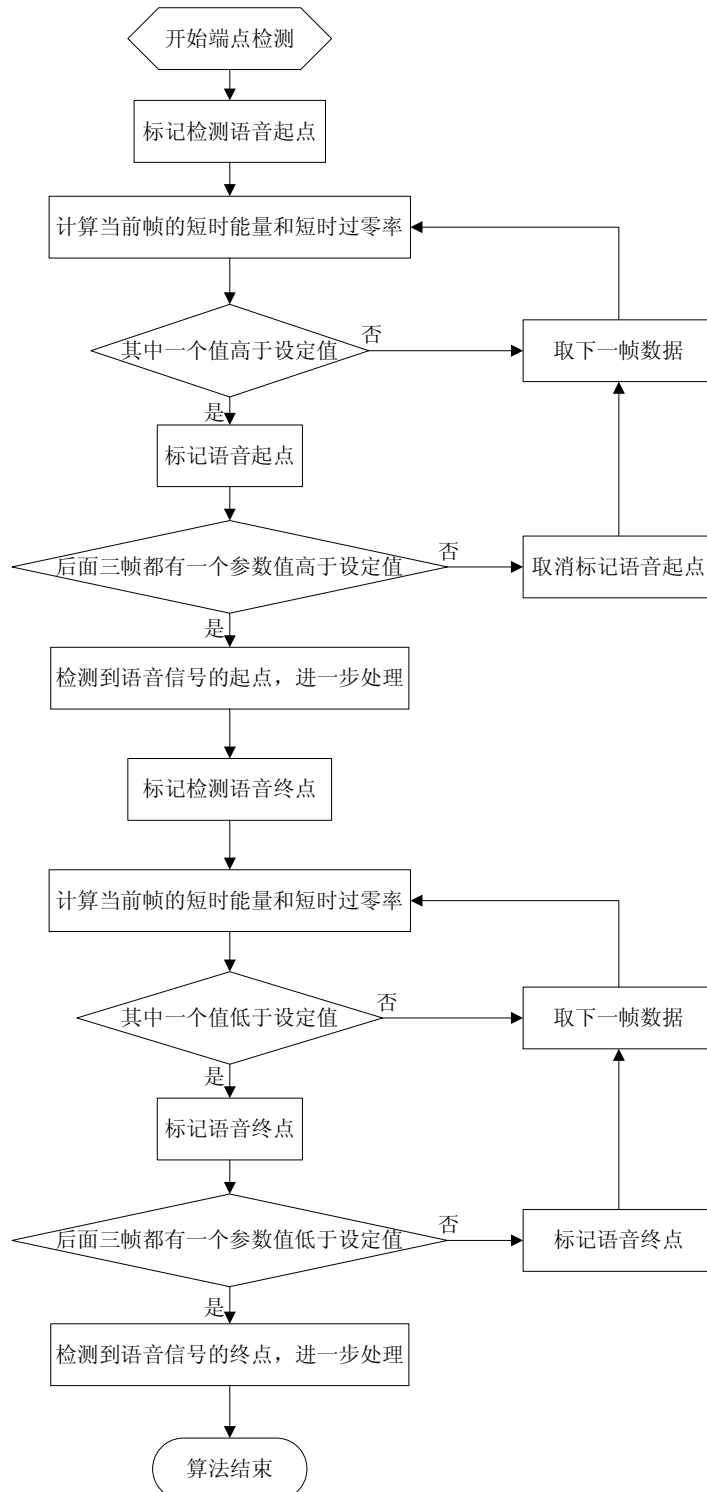 开始端点检测
标记检测语音起点
计算当前帧的短时能量和短时过零率
其中一个值高于设定值
否
取下一帧数据
是
标记语音起点
后面三帧都有一个参数值高于设定值
否
取消标记语音起点
是
检测到语音信号的起点，进一步处理
标记检测语音终点
计算当前帧的短时能量和短时过零率
其中一个值低于设定值
否
取下一帧数据
是
标记语音终点
后面三帧都有一个参数值低于设定值
否
标记语音终点
是
检测到语音信号的终点，进一步处理
算法结束